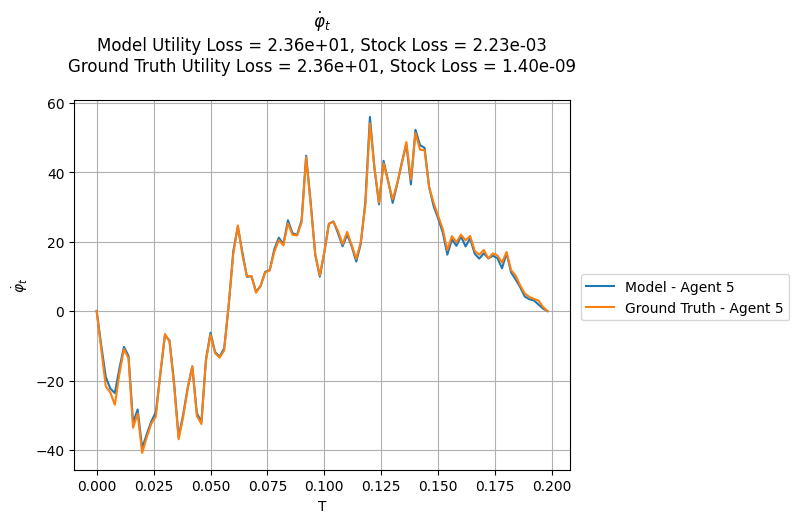 φ̇ₜ
Model Utility Loss = 2.36e+01, Stock Loss = 2.23e-03
Ground Truth Utility Loss = 2.36e+01, Stock Loss = 1.40e-09
60
40
20
0
−20
−40
φ̇ₜ
0.000 0.025 0.050 0.075 0.100 0.125 0.150 0.175 0.200
T
Model - Agent 5
Ground Truth - Agent 5